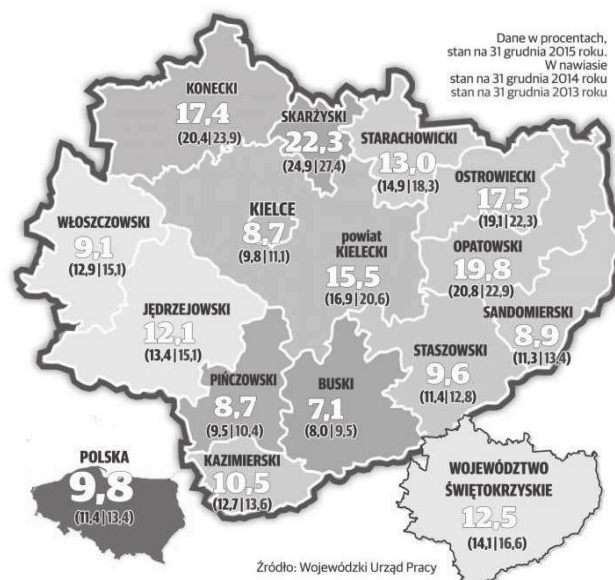 Dane w procentach,
stan na 31 grudnia 2015 roku.
W nawiasie
stan na 31 grudnia 2014 roku
stan na 31 grudnia 2013 roku
KONECKI
17,4
(20,4|23,9)
SKARŻYSKI
22,3
(24,9|27,4)
STARACHOWICKI
13,0
(14,9|18,3)
OSTROWIECKI
17,5
(19,1|22,3)
WŁOSZCZOWSKI
9,1
(12,9|15,1)
KIELCE
8,7
(9,8|11,1)
powiat
KIELECKI
15,5
(16,9|20,6)
OPATOWSKI
19,8
(20,8|22,9)
JĘDRZEJOWSKI
12,1
(13,4|15,1)
SANDOMIERSKI
8,9
(11,3|13,4)
STASZOWSKI
9,6
(11,4|12,8)
PIŃCZOWSKI
8,7
(9,5|10,4)
BUSKI
7,1
(8,0|9,5)
KAZIMIERSKI
10,5
(12,7|13,6)
POLSKA
9,8
(11,4|13,4)
WOJEWÓDZTWO
ŚWIĘTOKRZYSKIE
12,5
(14,1|16,6)
Źródło: Wojewódzki Urząd Pracy